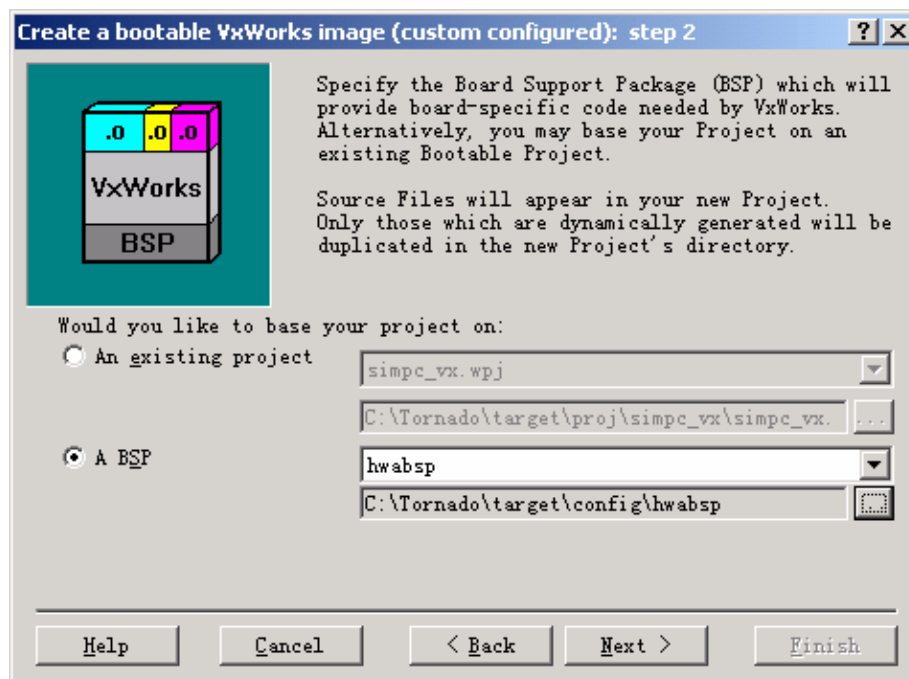 Create a bootable VxWorks image (custom configured): step 2
.0 .0 .0
VxWorks
BSP
Specify the Board Support Package (BSP) which will
provide board-specific code needed by VxWorks.
Alternatively, you may base your Project on an
existing Bootable Project.
Source Files will appear in your new Project.
Only those which are dynamically generated will be
duplicated in the new Project's directory.
Would you like to base your project on:
An existing project
simpc_vx.wpj
C:\Tornado\target\proj\simpc_vx\simpc_vx.
...
A BSP
hwabsp
C:\Tornado\target\config\hwabsp
...
Help Cancel < Back Next > Finish